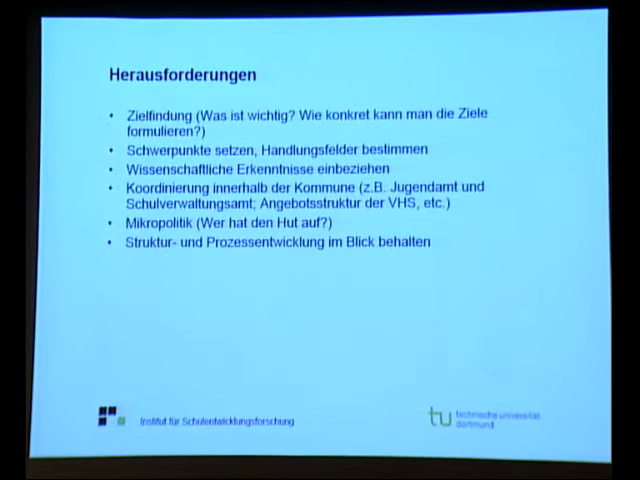 Herausforderungen
• Zielfindung (Was ist wichtig? Wie konkret kann man die Ziele
formulieren?)
• Schwerpunkte setzen, Handlungsfelder bestimmen
• Wissenschaftliche Erkenntnisse einbeziehen
• Koordinierung innerhalb der Kommune (z.B. Jugendamt und
Schulverwaltungsamt; Angebotsstruktur der VHS, etc.)
• Mikropolitik (Wer hat den Hut auf?)
• Struktur- und Prozessentwicklung im Blick behalten
Institut für Schulentwicklungsforschung
tu technische universität
dortmund